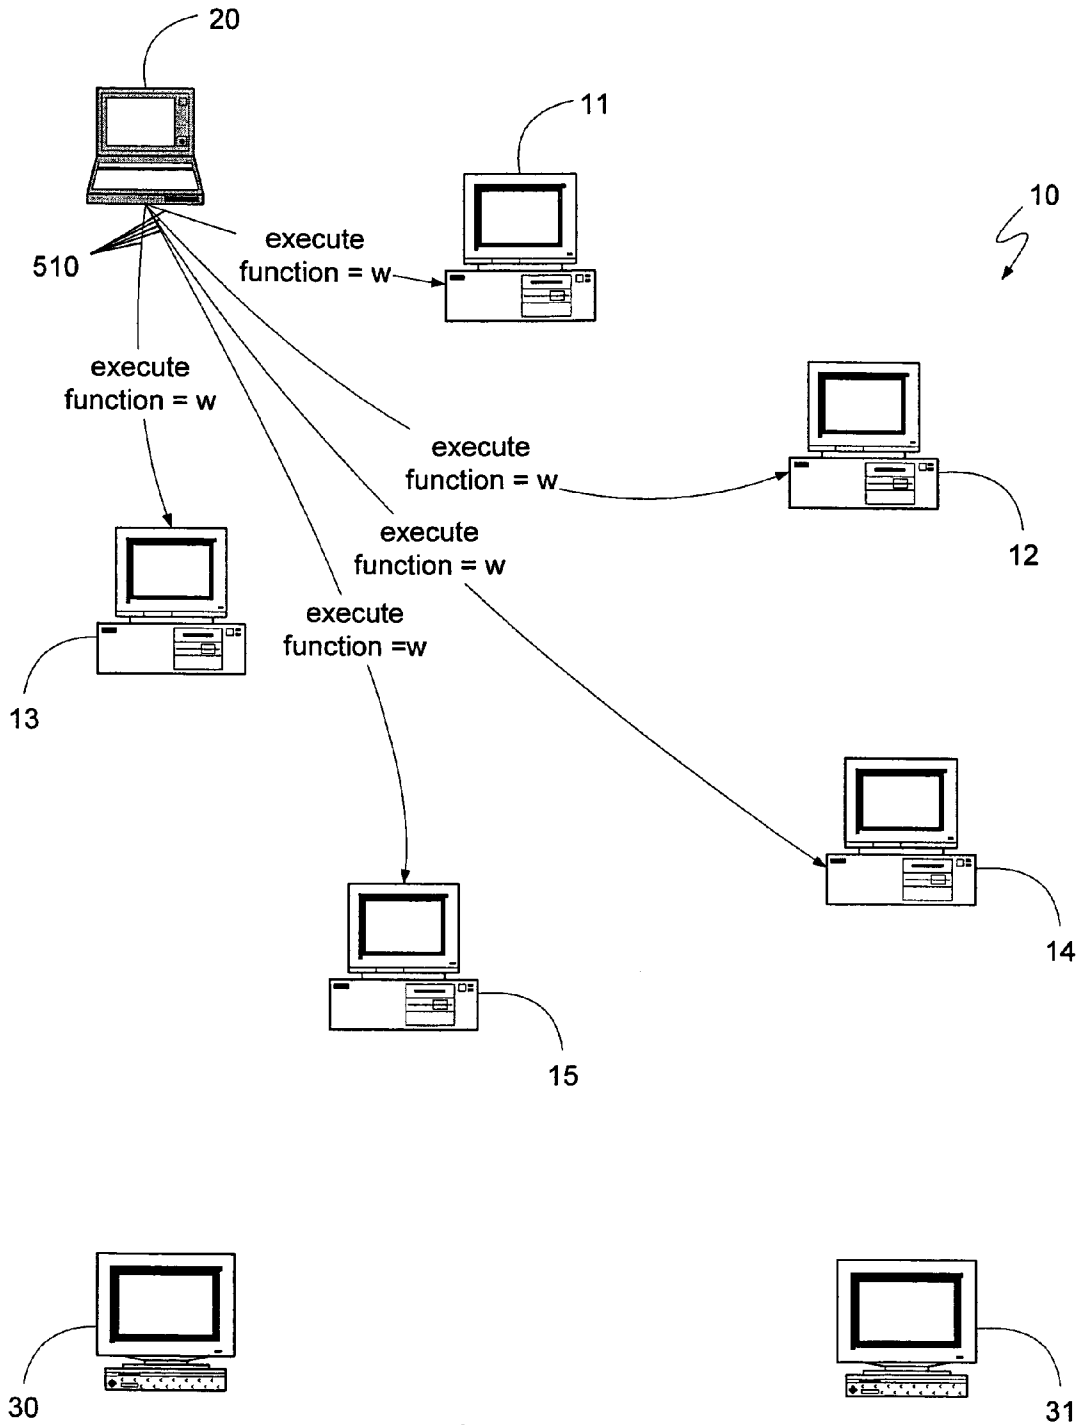 20
11
10
execute
function = w
510
execute
function = w
execute
function = w
12
execute
function = w
execute
function =w
13
14
15
30
31